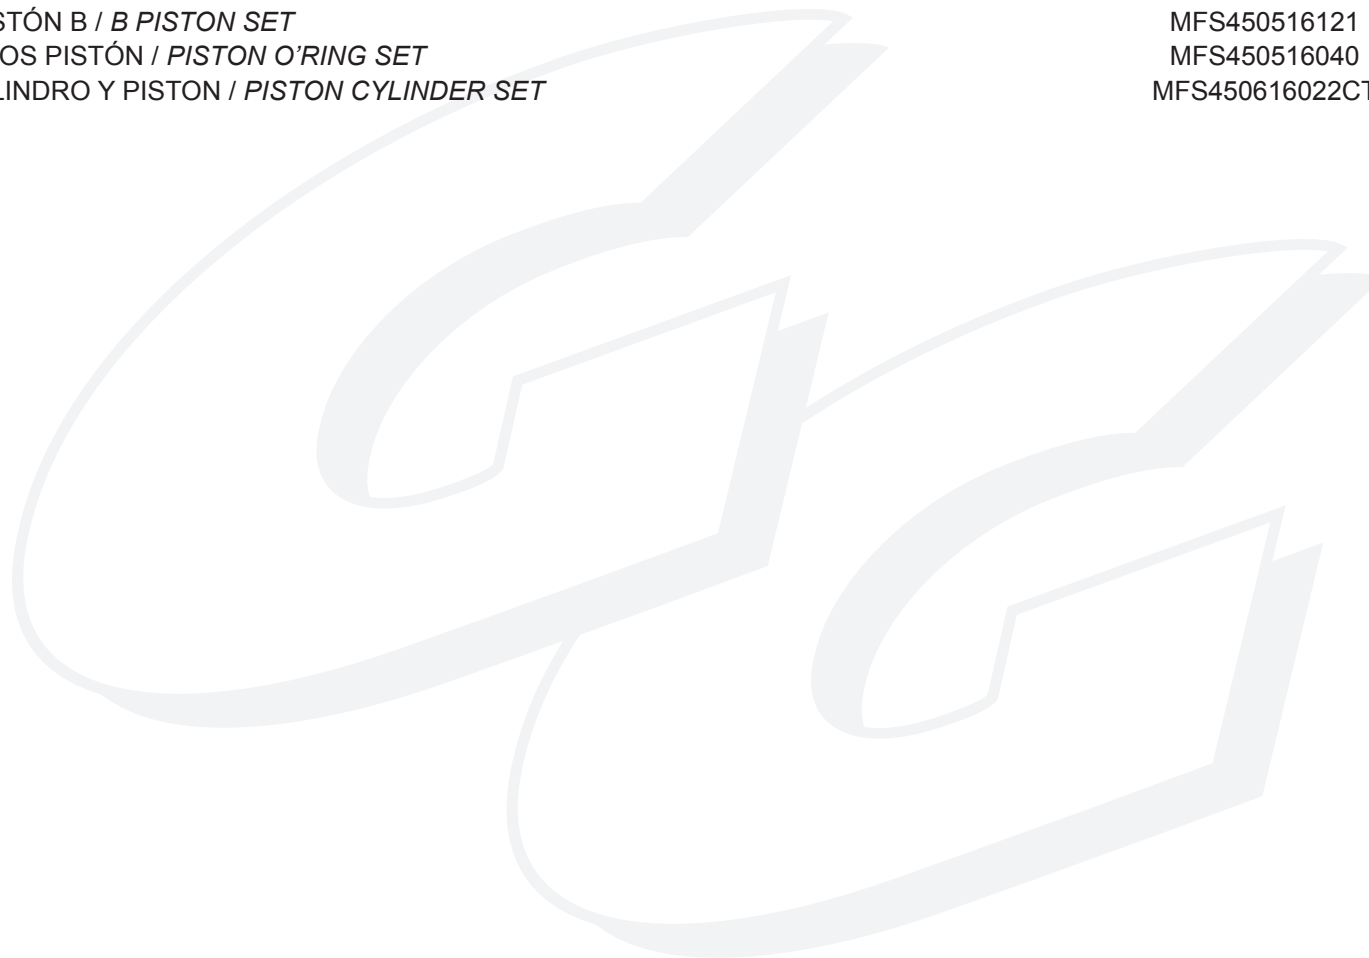 STÓN B / B PISTON SET MFS450516121
OS PISTÓN / PISTON O’RING SET MFS450516040
LINDRO Y PISTON / PISTON CYLINDER SET MFS450616022CT